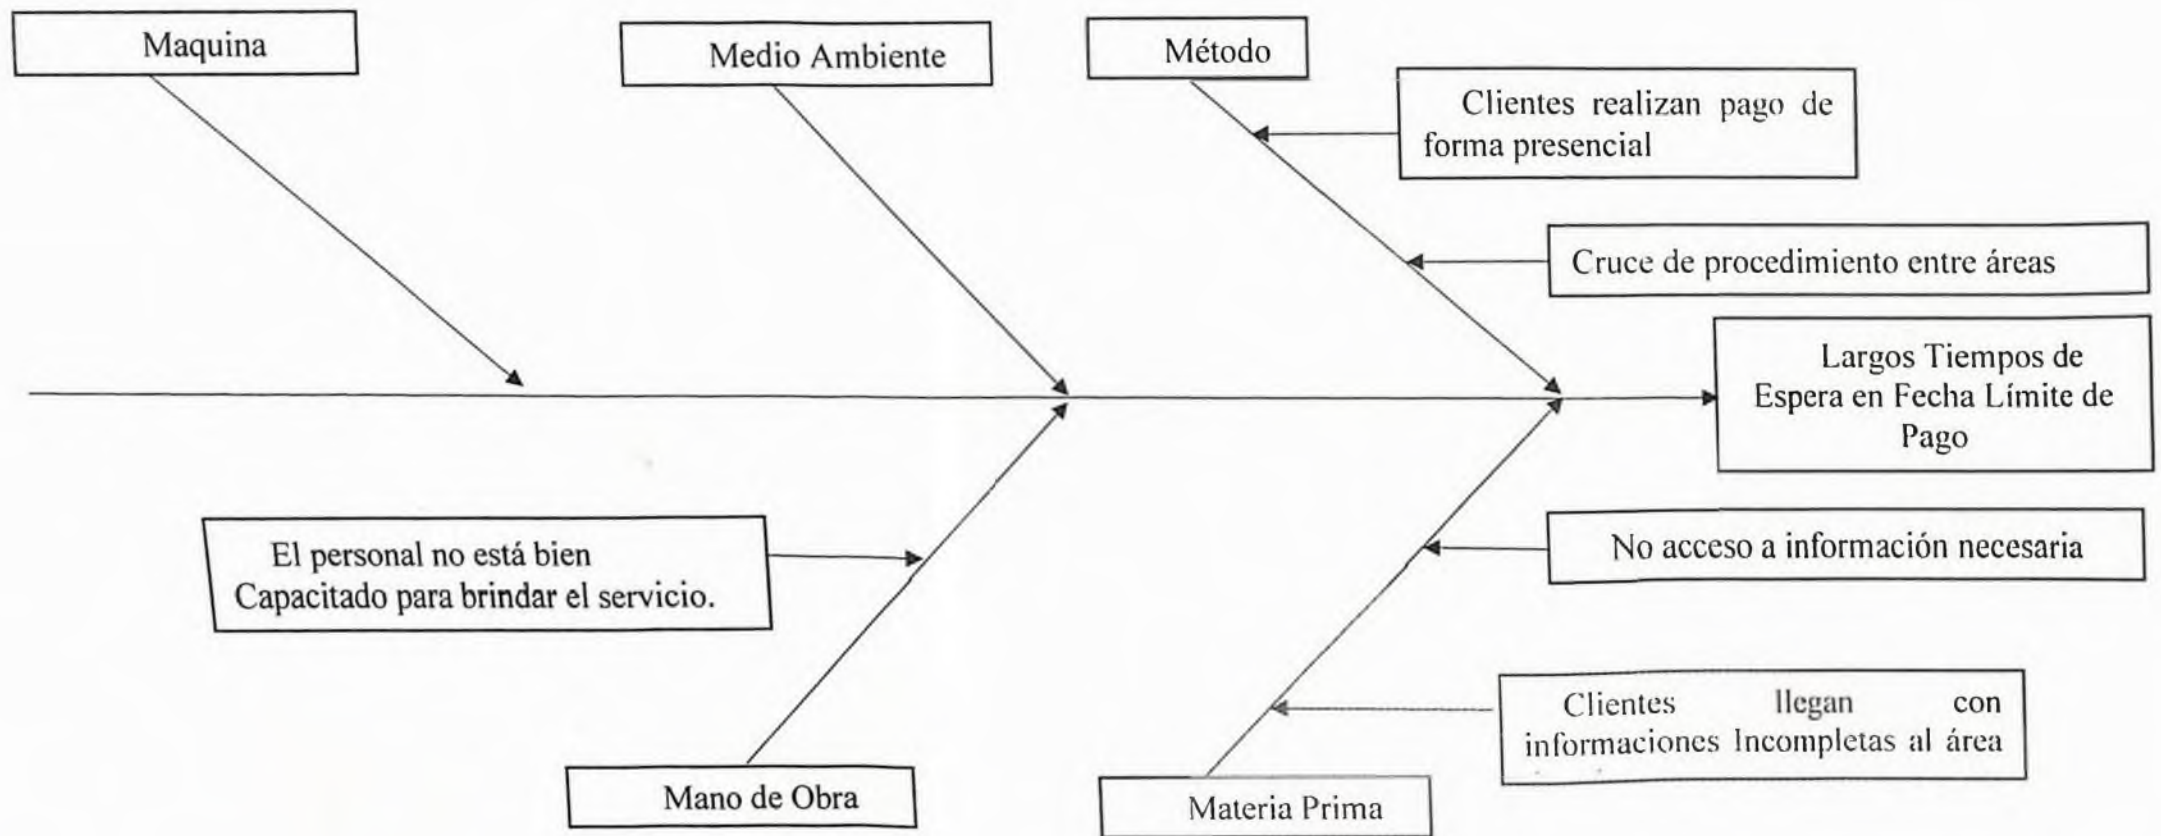 Maquina
Medio Ambiente
Método
Clientes realizan pago de
forma presencial
Cruce de procedimiento entre áreas
Largos Tiempos de
Espera en Fecha Límite de
Pago
El personal no está bien
Capacitado para brindar el servicio.
No acceso a información necesaria
Clientes llegan con
informaciones Incompletas al área
Mano de Obra
Materia Prima